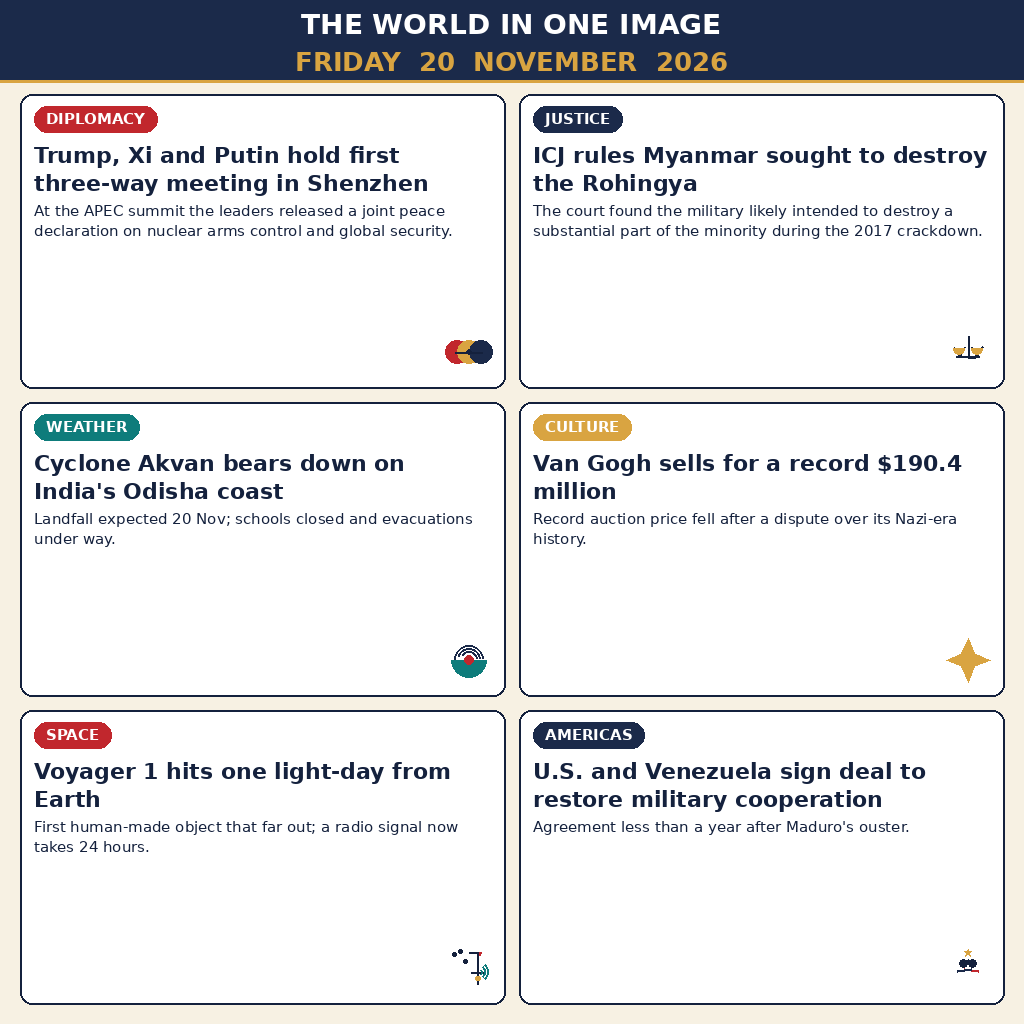 THE WORLD IN ONE IMAGE
FRIDAY 20 NOVEMBER 2026
DIPLOMACY
Trump, Xi and Putin hold first
three-way meeting in Shenzhen
At the APEC summit the leaders released a joint peace
declaration on nuclear arms control and global security.
JUSTICE
ICJ rules Myanmar sought to destroy
the Rohingya
The court found the military likely intended to destroy a
substantial part of the minority during the 2017 crackdown.
WEATHER
Cyclone Akvan bears down on
India's Odisha coast
Landfall expected 20 Nov; schools closed and evacuations
under way.
CULTURE
Van Gogh sells for a record $190.4
million
Record auction price fell after a dispute over its Nazi-era
history.
SPACE
Voyager 1 hits one light-day from
Earth
First human-made object that far out; a radio signal now
takes 24 hours.
AMERICAS
U.S. and Venezuela sign deal to
restore military cooperation
Agreement less than a year after Maduro's ouster.